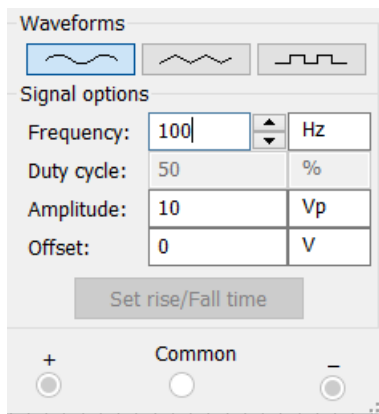 Waveforms
Signal options
Frequency: 100 Hz
Duty cycle: 50 %
Amplitude: 10 Vp
Offset: 0 V
Set rise/Fall time
+ Common −